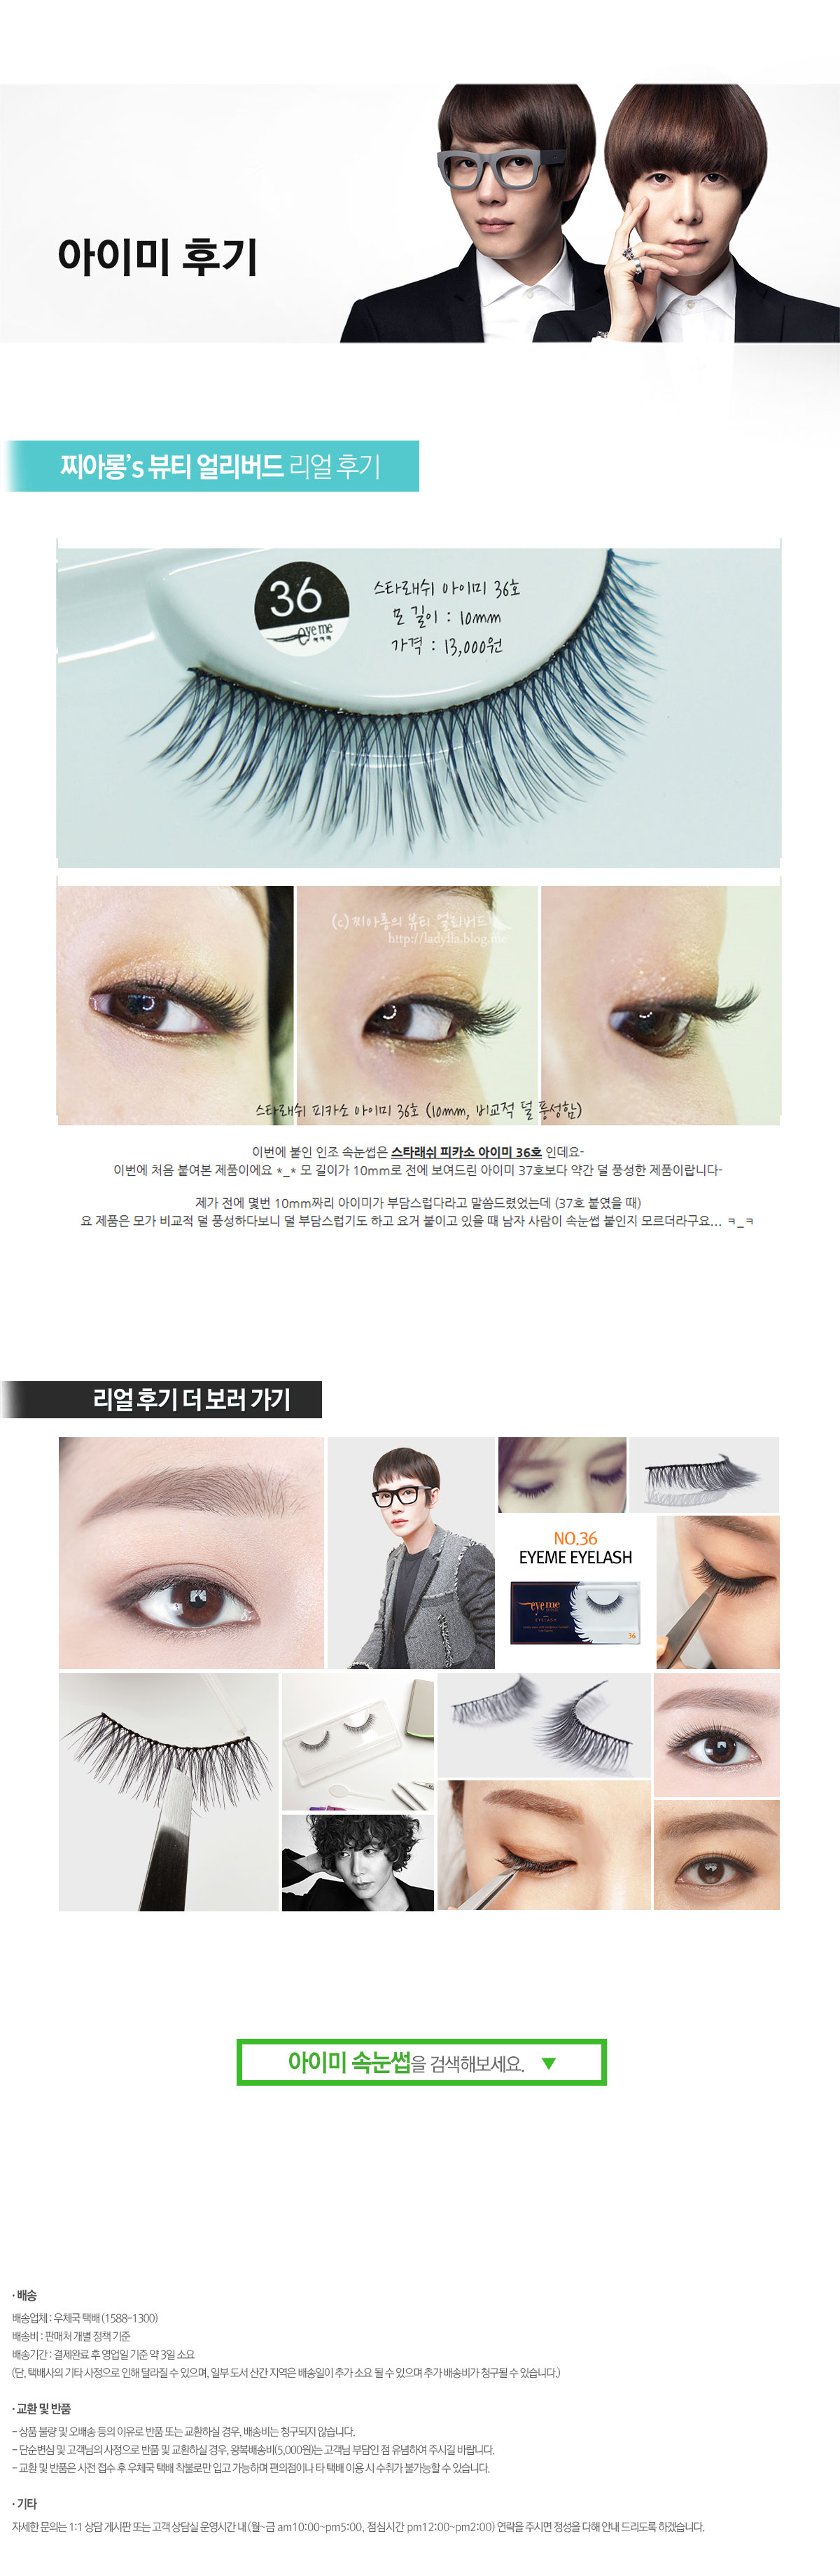 아이미 후기
찌아롱's 뷰티 얼리버드 리얼 후기
36
eye me
스타래쉬 아이미 36호
모 길이 : 10mm
가격 : 13,000원
(c)찌아롱의 뷰티 얼리버드
http://ladylia.blog.me
스타래쉬 피카소 아이미 36호 (10mm, 비교적 덜 풍성함)
이번에 붙인 인조 속눈썹은 스타래쉬 피카소 아이미 36호 인데요-
이번에 처음 붙여본 제품이에요 *_* 모 길이가 10mm로 전에 보여드린 아이미 37호보다 약간 덜 풍성한 제품이랍니다-
제가 전에 몇번 10mm짜리 아이미가 부담스럽다라고 말씀드렸었는데 (37호 붙였을 때)
요 제품은 모가 비교적 덜 풍성하다보니 덜 부담스럽기도 하고 요거 붙이고 있을 때 남자 사람이 속눈썹 붙인지 모르더라구요... ㅋ_ㅋ
리얼 후기 더 보러 가기
NO.36
EYEME EYELASH
eye me
EYELASH
36
아이미 속눈썹을 검색해보세요. ▼
· 배송
배송업체 : 우체국 택배 (1588-1300)
배송비 : 판매처 개별 정책 기준
배송기간 : 결제완료 후 영업일 기준 약 3일 소요
(단, 택배사의 기타 사정으로 인해 달라질 수 있으며, 일부 도서 산간 지역은 배송일이 추가 소요 될 수 있으며 추가 배송비가 청구될 수 있습니다.)
· 교환 및 반품
- 상품 불량 및 오배송 등의 이유로 반품 또는 교환하실 경우, 배송비는 청구되지 않습니다.
- 단순변심 및 고객님의 사정으로 반품 및 교환하실 경우, 왕복배송비(5,000원)는 고객님 부담인 점 유념하여 주시길 바랍니다.
- 교환 및 반품은 사전 접수 후 우체국 택배 착불로만 입고 가능하며 편의점이나 타 택배 이용 시 수취가 불가능할 수 있습니다.
· 기타
자세한 문의는 1:1 상담 게시판 또는 고객 상담실 운영시간 내 (월~금 am10:00~pm5:00, 점심시간 pm12:00~pm2:00) 연락을 주시면 정성을 다해 안내 드리도록 하겠습니다.